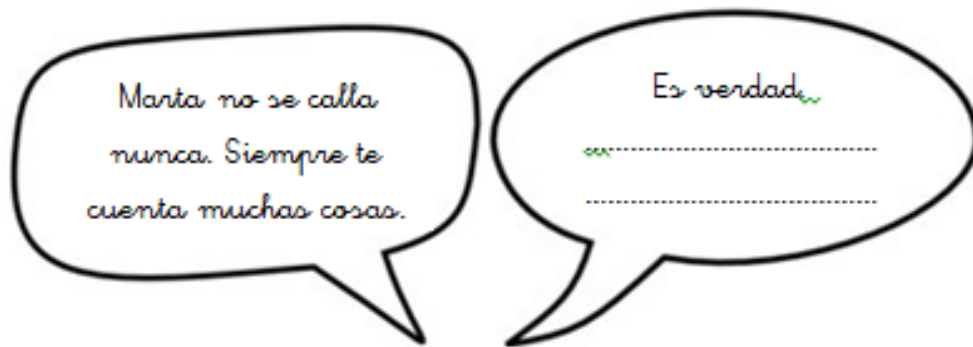 Marta no se calla
nunca. Siempre te
cuenta muchas cosas.
Es verdad,